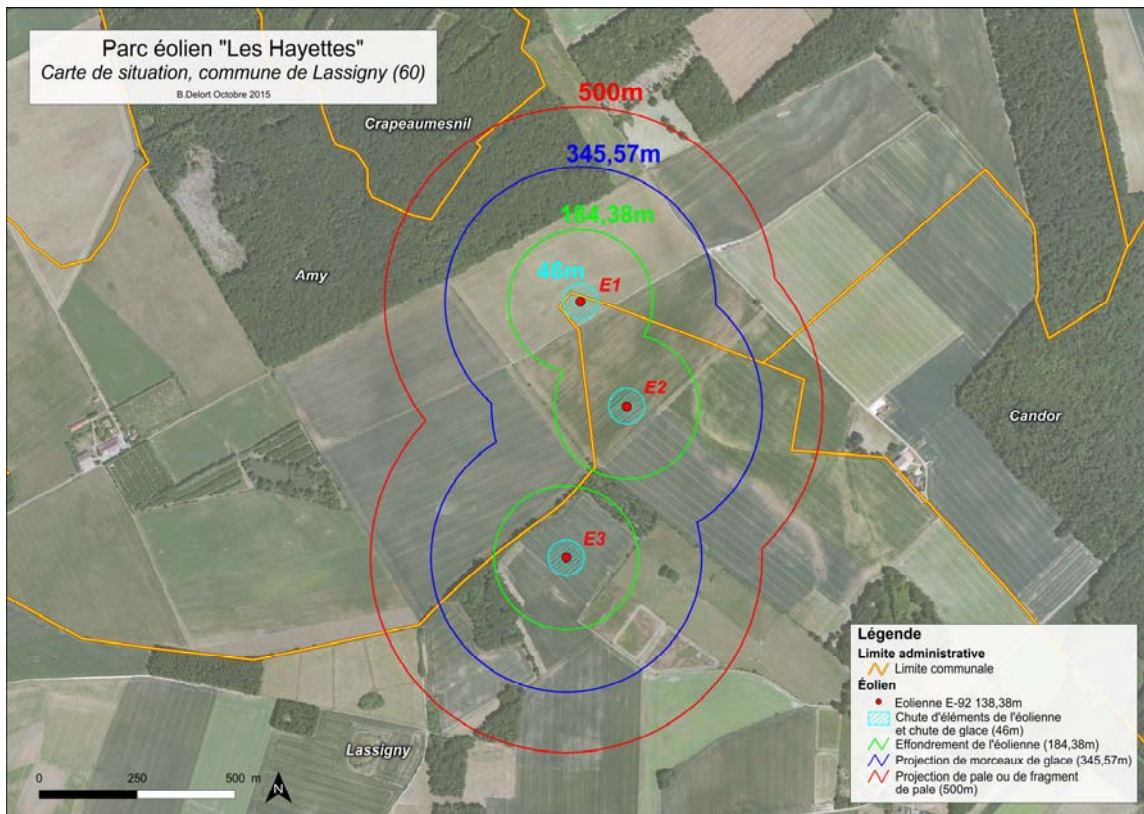 Parc éolien "Les Hayettes"
Carte de situation, commune de Lassigny (60)
B.Delort Octobre 2015
500m
Crapeaumesnil
345,57m
184,38m
Amy
46m
E1
E2
Candor
E3
Lassigny
0 250 500 m
N
Légende
Limite administrative
Limite communale
Éolien
Eolienne E-92 138,38m
Chute d'éléments de l'éolienne
et chute de glace (46m)
Effondrement de l'éolienne (184,38m)
Projection de morceaux de glace (345,57m)
Projection de pale ou de fragment
de pale (500m)